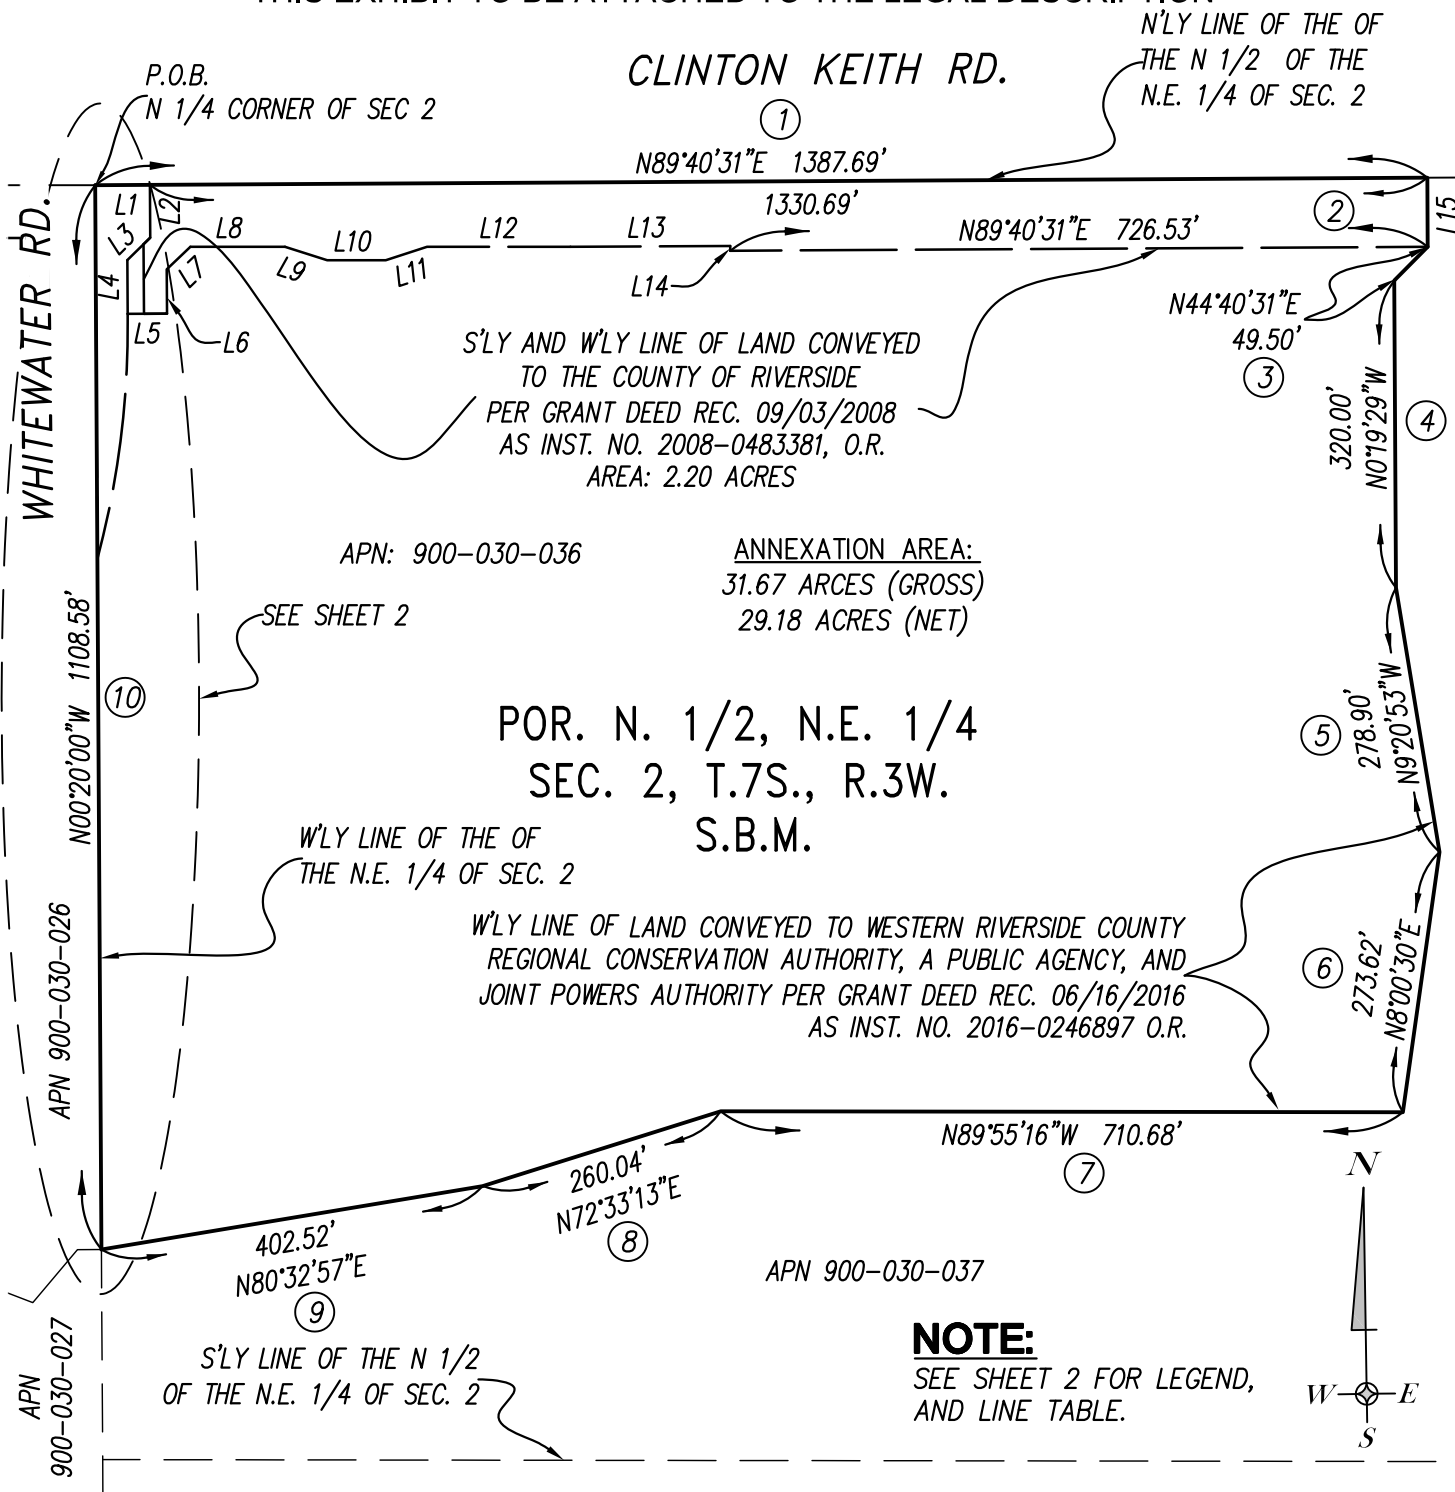 THIS EXHIBIT TO BE ATTACHED TO THE LEGAL DESCRIPTION
N'LY LINE OF THE OF
THE N 1/2 OF THE
N.E. 1/4 OF SEC. 2
CLINTON KEITH RD.
P.O.B.
N 1/4 CORNER OF SEC 2
1
N89°40'31"E 1387.69'
1330.69'
WHITEWATER RD.
L1
L2
L3
L4
L5
L6
L7
L8
L9
L10
L11
L12
L13
L14
N89°40'31"E 726.53'
2
L15
N44°40'31"E
49.50'
3
S'LY AND W'LY LINE OF LAND CONVEYED
TO THE COUNTY OF RIVERSIDE
PER GRANT DEED REC. 09/03/2008
AS INST. NO. 2008-0483381, O.R.
AREA: 2.20 ACRES
320.00'
N0°19'29"W
4
APN: 900-030-036
ANNEXATION AREA:
31.67 ARCES (GROSS)
29.18 ACRES (NET)
SEE SHEET 2
N00°20'00"W 1108.58'
10
POR. N. 1/2, N.E. 1/4
SEC. 2, T.7S., R.3W.
S.B.M.
5
278.90'
N9°20'53"W
W'LY LINE OF THE OF
THE N.E. 1/4 OF SEC. 2
APN 900-030-026
W'LY LINE OF LAND CONVEYED TO WESTERN RIVERSIDE COUNTY
REGIONAL CONSERVATION AUTHORITY, A PUBLIC AGENCY, AND
JOINT POWERS AUTHORITY PER GRANT DEED REC. 06/16/2016
AS INST. NO. 2016-0246897 O.R.
6
273.62'
N8°00'30"E
N89°55'16"W 710.68'
7
260.04'
N72°33'13"E
8
402.52'
N80°32'57"E
9
APN 900-030-037
APN
900-030-027
S'LY LINE OF THE N 1/2
OF THE N.E. 1/4 OF SEC. 2
NOTE:
SEE SHEET 2 FOR LEGEND,
AND LINE TABLE.
N
W E
S